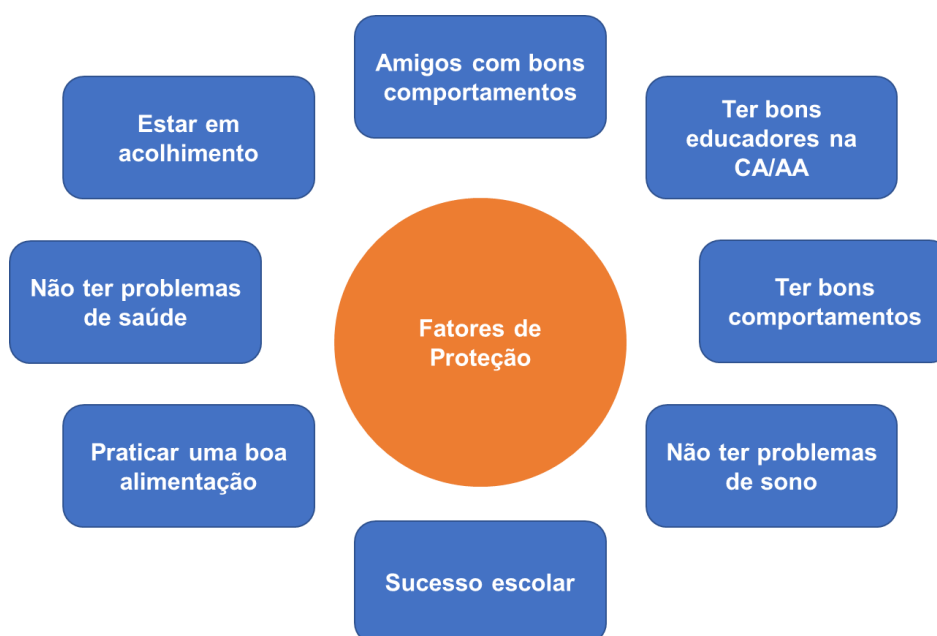 Amigos com bons
comportamentos
Estar em
acolhimento
Ter bons
educadores na
CA/AA
Não ter problemas
de saúde
Fatores de
Proteção
Ter bons
comportamentos
Praticar uma boa
alimentação
Não ter problemas
de sono
Sucesso escolar